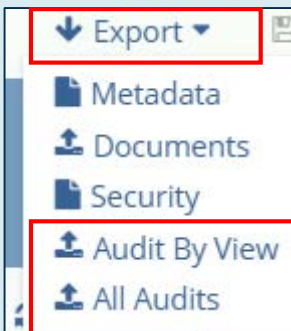 Export
Metadata
Documents
Security
Audit By View
All Audits